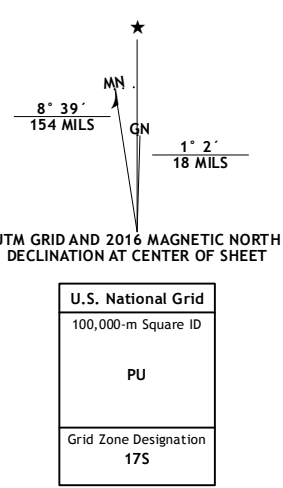 MN
8° 39´
154 MILS
GN
1° 2´
18 MILS
UTM GRID AND 2016 MAGNETIC NORTH
DECLINATION AT CENTER OF SHEET
U.S. National Grid
100,000-m Square ID
PU
Grid Zone Designation
17S